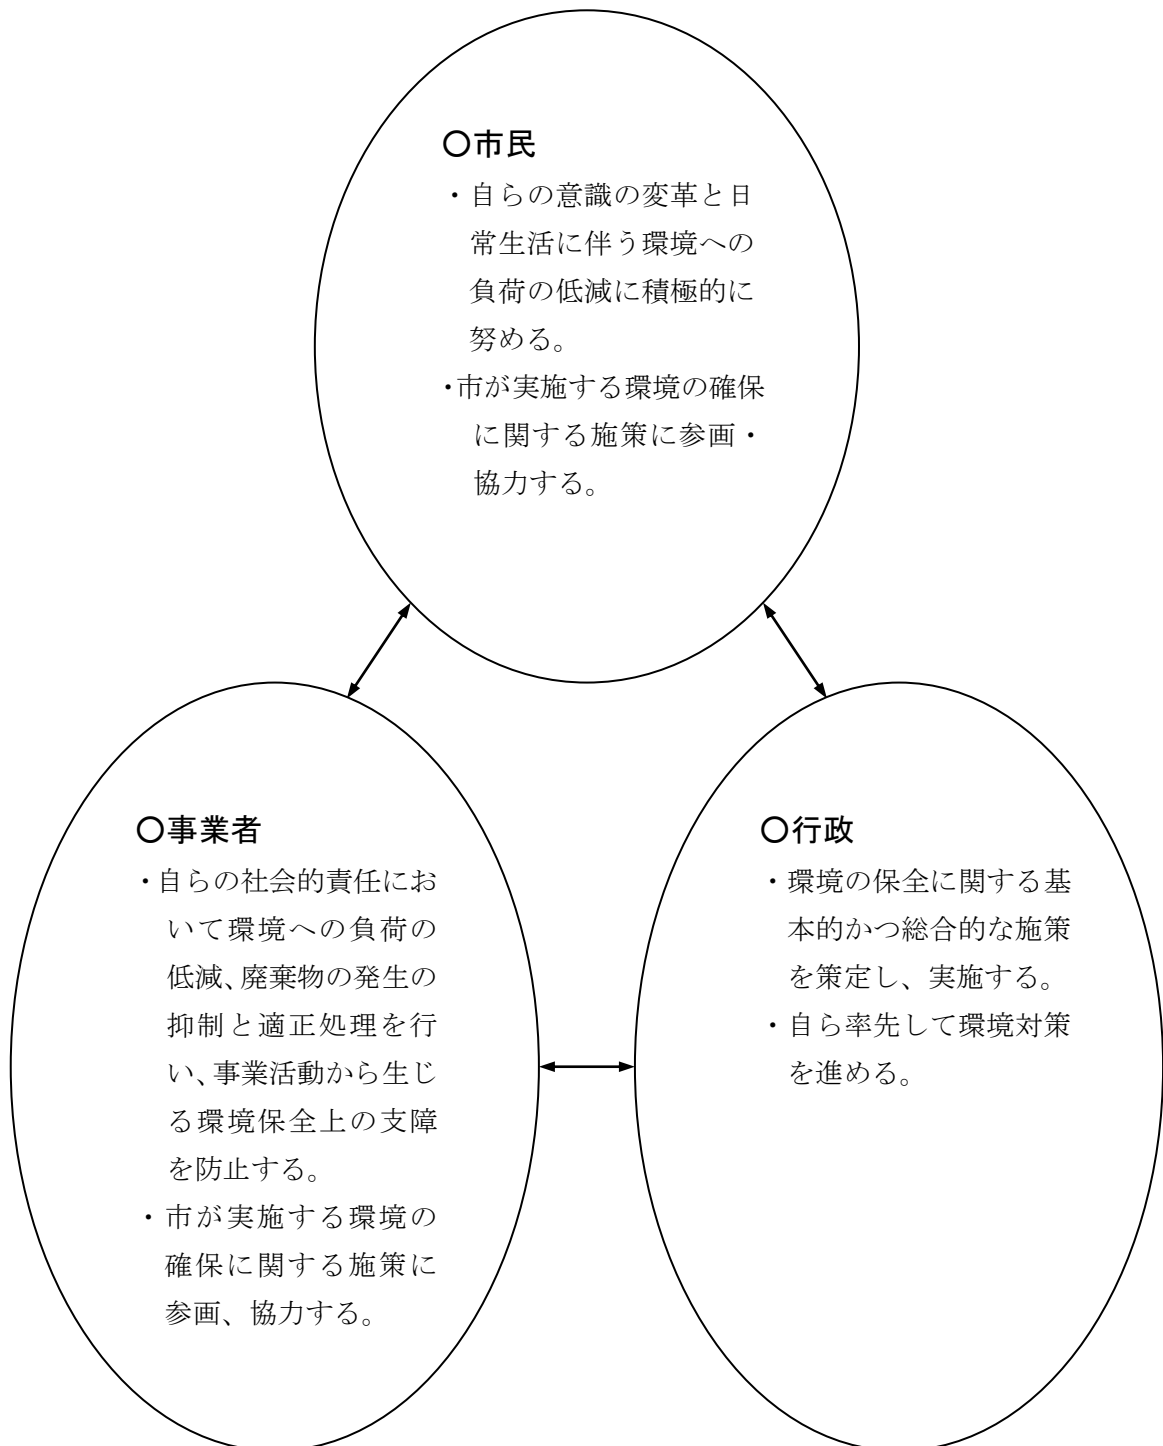 〇市民
・自らの意識の変革と日
常生活に伴う環境への
負荷の低減に積極的に
努める。
・市が実施する環境の確保
に関する施策に参画・
協力する。
〇事業者
・自らの社会的責任にお
いて環境への負荷の
低減、廃棄物の発生の
抑制と適正処理を行
い、事業活動から生じ
る環境保全上の支障
を防止する。
・市が実施する環境の
確保に関する施策に
参画、協力する。
〇行政
・環境の保全に関する基
本的かつ総合的な施策
を策定し、実施する。
・自ら率先して環境対策
を進める。